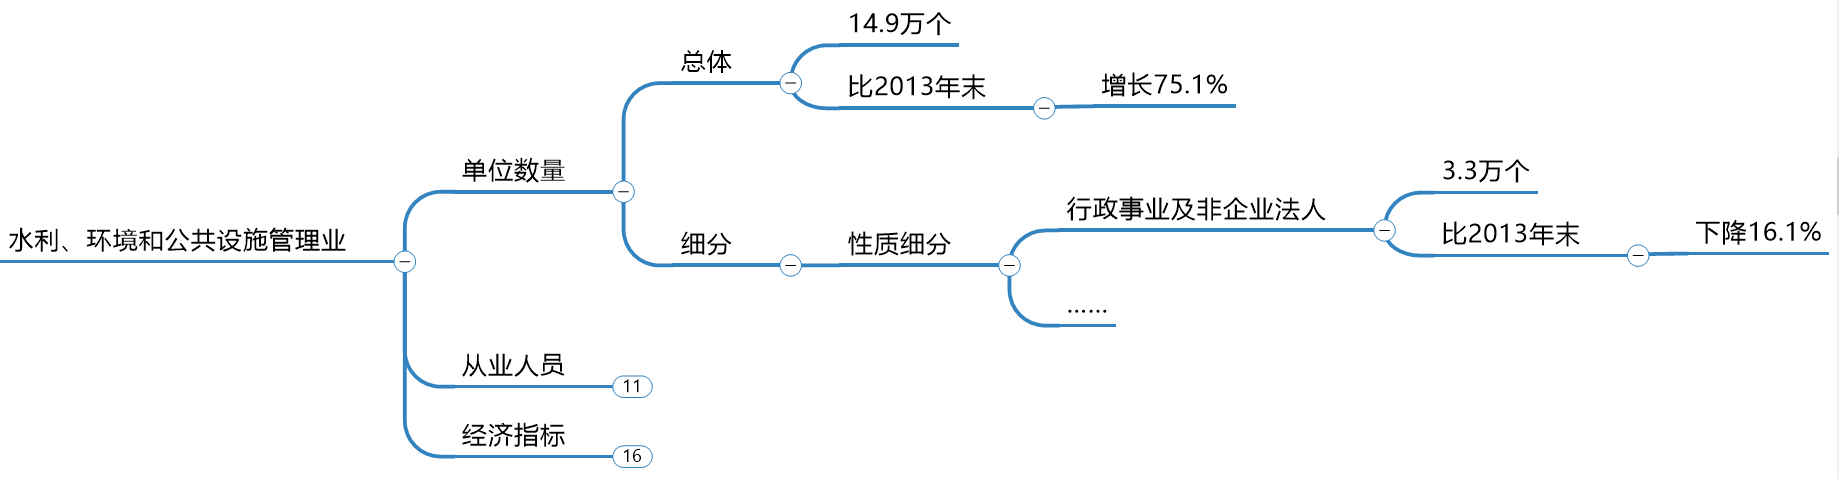 水利、环境和公共设施管理业
单位数量
总体
14.9万个
比2013年末
增长75.1%
细分
性质细分
行政事业及非企业法人
3.3万个
比2013年末
下降16.1%
......
从业人员
11
经济指标
16